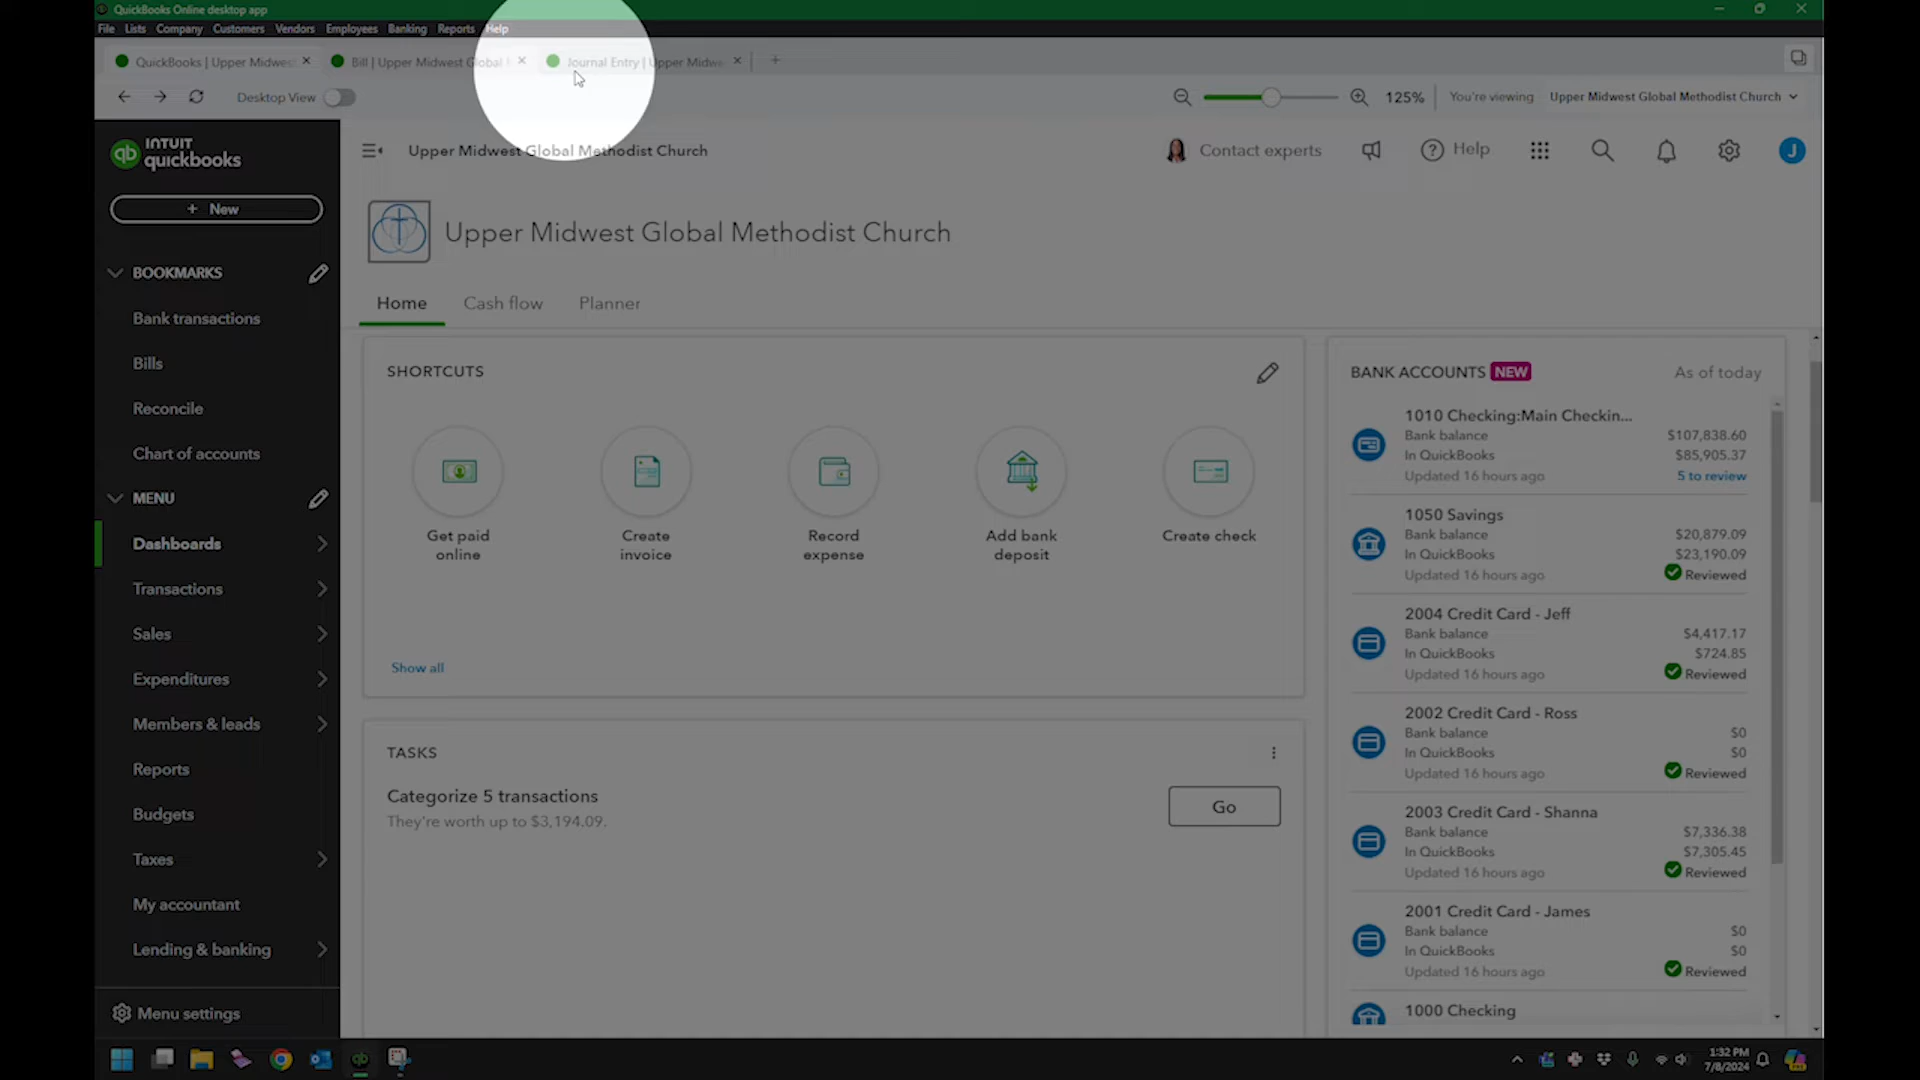 QuickBooks Online desktop app
File Lists Company Customers Vendors Employees Banking Reports Help
QuickBooks | Upper Midwest Bill | Upper Midwest Global Journal Entry | Upper Midwe
Desktop View 125% You're viewing Upper Midwest Global Methodist Church
INTUIT
quickbooks
Upper Midwest Global Methodist Church Contact experts Help J
+ New
Upper Midwest Global Methodist Church
BOOKMARKS
Bank transactions
Bills
Reconcile
Chart of accounts
MENU
Dashboards
Transactions
Sales
Expenditures
Members & leads
Reports
Budgets
Taxes
My accountant
Lending & banking
Menu settings
Home Cash flow Planner
SHORTCUTS
Get paid
online
Create
invoice
Record
expense
Add bank
deposit
Create check
Show all
TASKS
Categorize 5 transactions
They're worth up to $3,194.09.
Go
BANK ACCOUNTS NEW As of today
1010 Checking:Main Checkin...
Bank balance $107,838.60
In QuickBooks $85,905.37
Updated 16 hours ago 5 to review
1050 Savings
Bank balance $20,879.09
In QuickBooks $23,190.09
Updated 16 hours ago Reviewed
2004 Credit Card - Jeff
Bank balance $4,417.17
In QuickBooks $724.85
Updated 16 hours ago Reviewed
2002 Credit Card - Ross
Bank balance $0
In QuickBooks $0
Updated 16 hours ago Reviewed
2003 Credit Card - Shanna
Bank balance $7,336.38
In QuickBooks $7,305.45
Updated 16 hours ago Reviewed
2001 Credit Card - James
Bank balance $0
In QuickBooks $0
Updated 16 hours ago Reviewed
1000 Checking
1:32 PM
7/8/2024